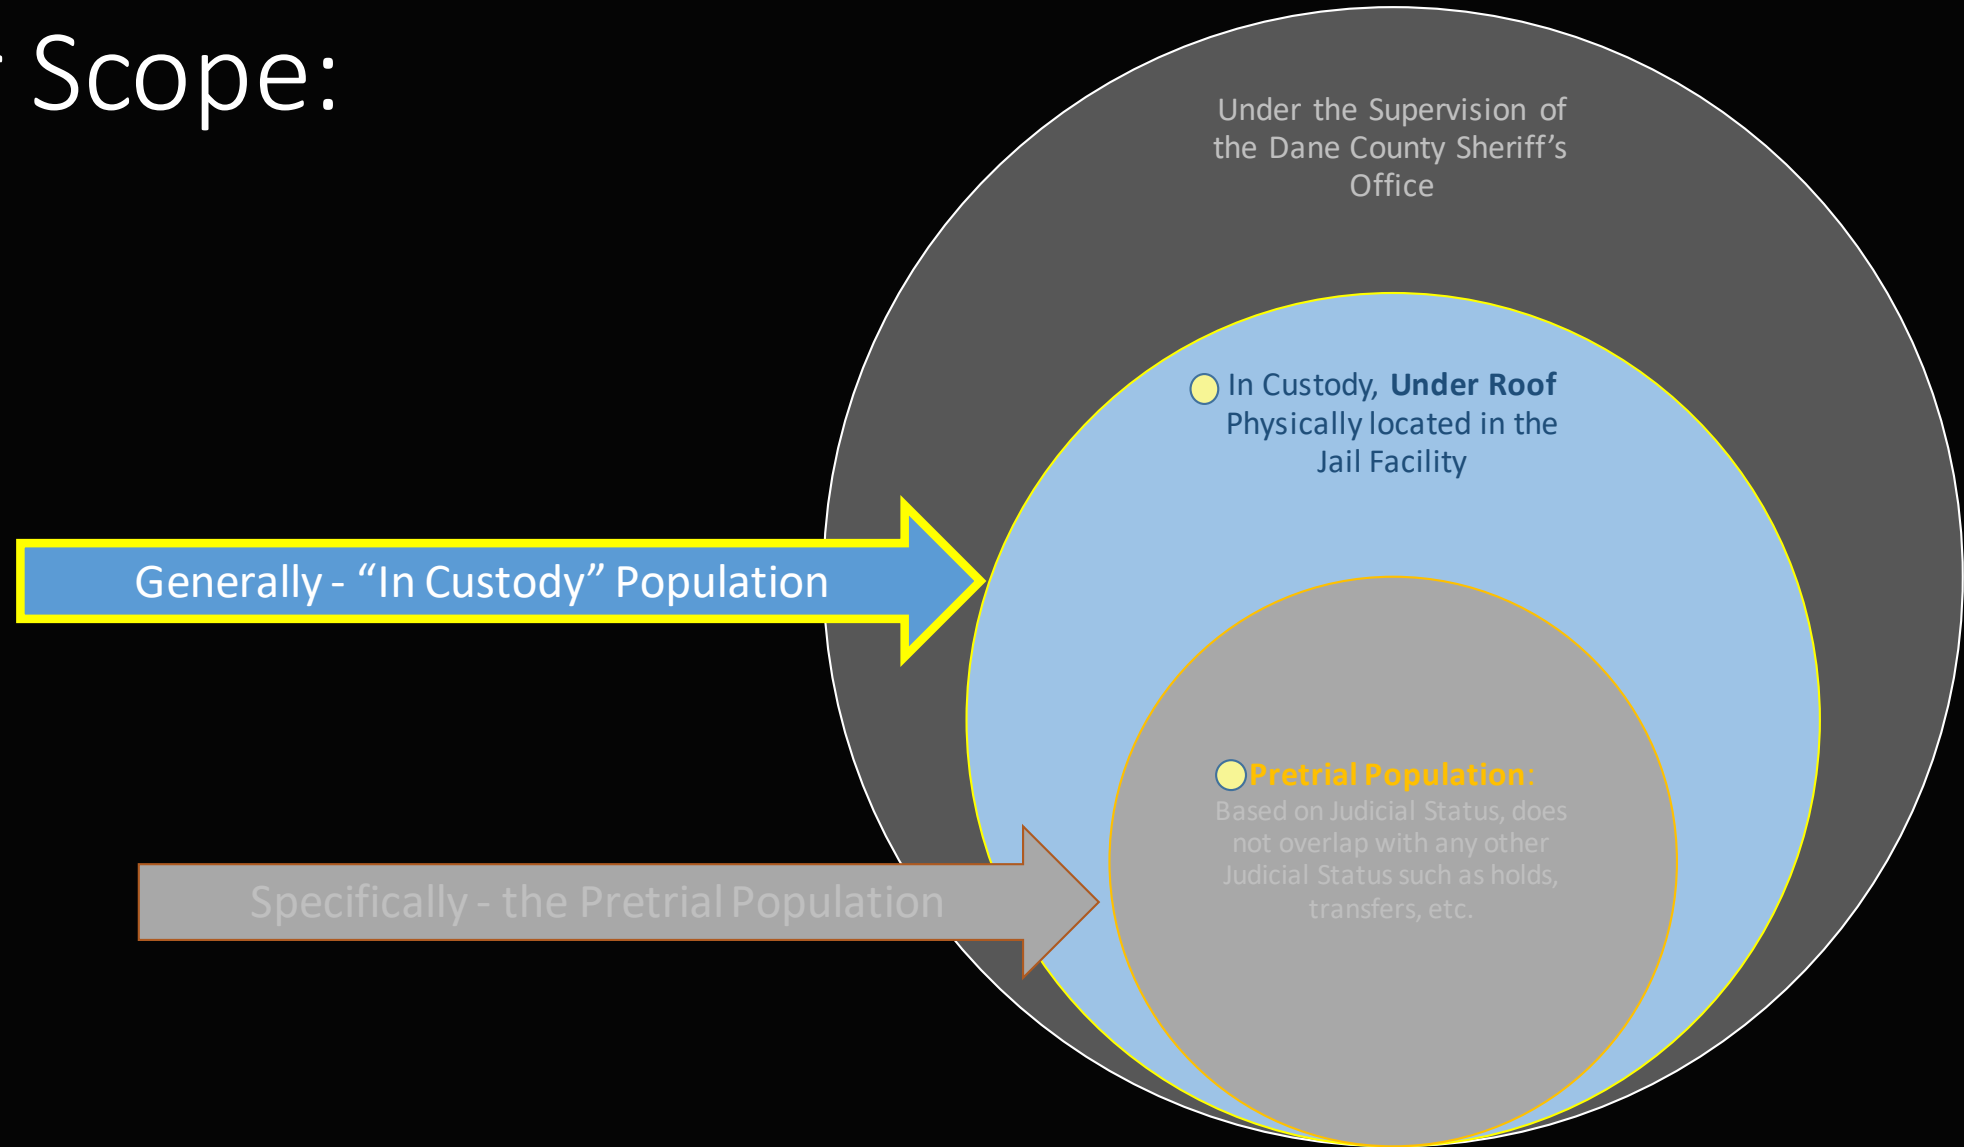 Scope:
Under the Supervision of
the Dane County Sheriff’s
Office
In Custody, Under Roof
Physically located in the
Jail Facility
Generally - “In Custody” Population
Pretrial Population:
Based on Judicial Status, does
not overlap with any other
Judicial Status such as holds,
transfers, etc.
Specifically - the Pretrial Population